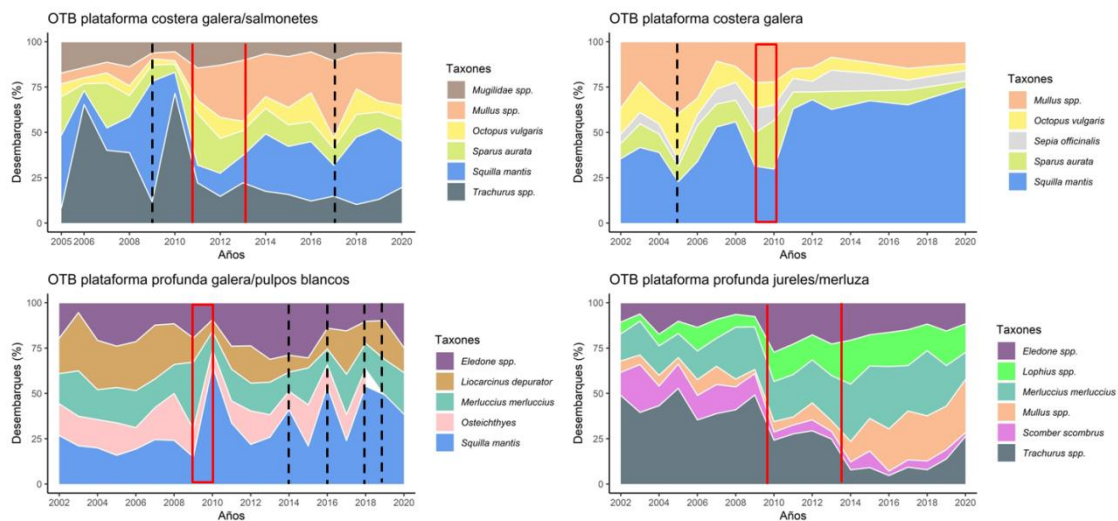 OTB plataforma costera galera/salmonetes
Desembarques (%)
100
75
50
25
0
2005 2006 2008 2010 2012 2014 2016 2018 2020
Años
Taxones
Mugilidae spp.
Mullus spp.
Octopus vulgaris
Sparus aurata
Squilla mantis
Trachurus spp.
OTB plataforma costera galera
Desembarques (%)
100
75
50
25
0
2002 2004 2006 2008 2010 2012 2014 2016 2018 2020
Años
Taxones
Mullus spp.
Octopus vulgaris
Sepia officinalis
Sparus aurata
Squilla mantis
OTB plataforma profunda galera/pulpos blancos
Desembarques (%)
100
75
50
25
0
2002 2004 2006 2008 2010 2012 2014 2016 2018 2020
Años
Taxones
Eledone spp.
Liocarcinus depurator
Merluccius merluccius
Osteichthyes
Squilla mantis
OTB plataforma profunda jureles/merluza
Desembarques (%)
100
75
50
25
0
2002 2004 2006 2008 2010 2012 2014 2016 2018 2020
Años
Taxones
Eledone spp.
Lophius spp.
Merluccius merluccius
Mullus spp.
Scomber scombrus
Trachurus spp.